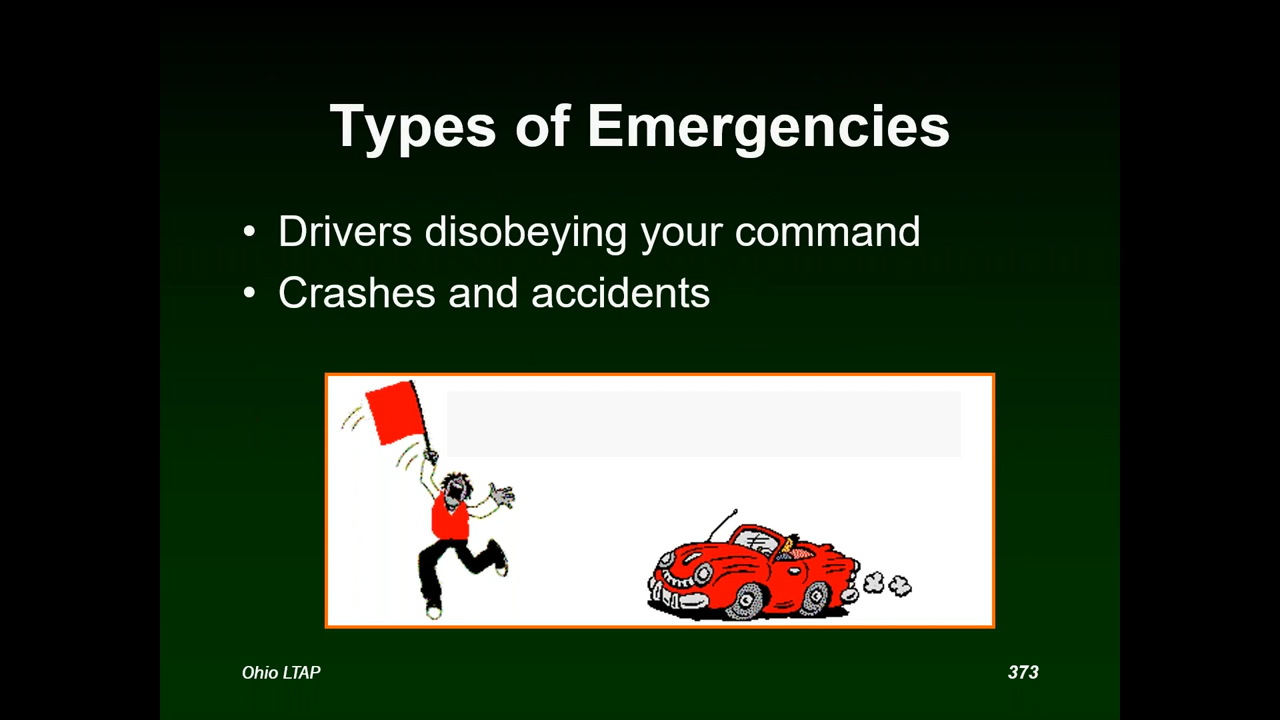 Types of Emergencies
• Drivers disobeying your command
• Crashes and accidents
Ohio LTAP
373